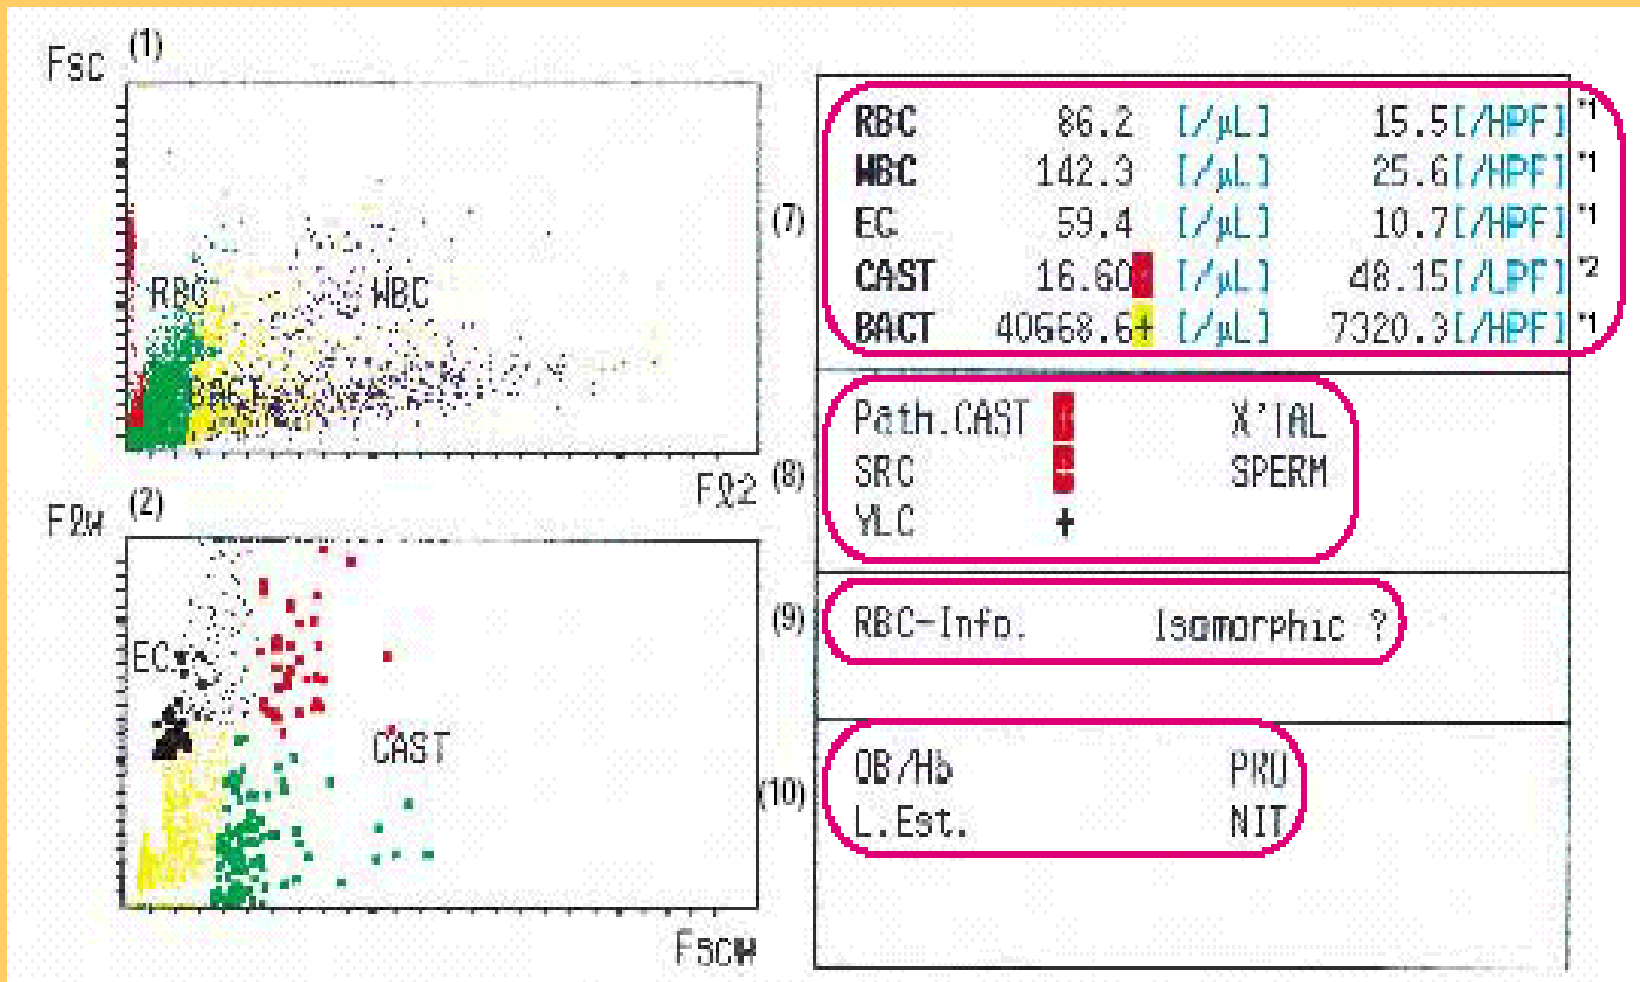 (1)
Fsc
RBC
WBC
BACT
Fℓ2
(2)
Fℓw
EC
CAST
Fscw
(7)
RBC 86.2 [/µL] 15.5[/HPF] *1
WBC 142.3 [/µL] 25.6[/HPF] *1
EC 59.4 [/µL] 10.7[/HPF] *1
CAST 16.60 [/µL] 48.15[/LPF] *2
BACT 40668.6+ [/µL] 7320.3[/HPF] *1
(8)
Path.CAST X'TAL
SRC SPERM
YLC +
(9)
RBC-Info. Isomorphic ?
(10)
OB/Hb PRO
L.Est. NIT